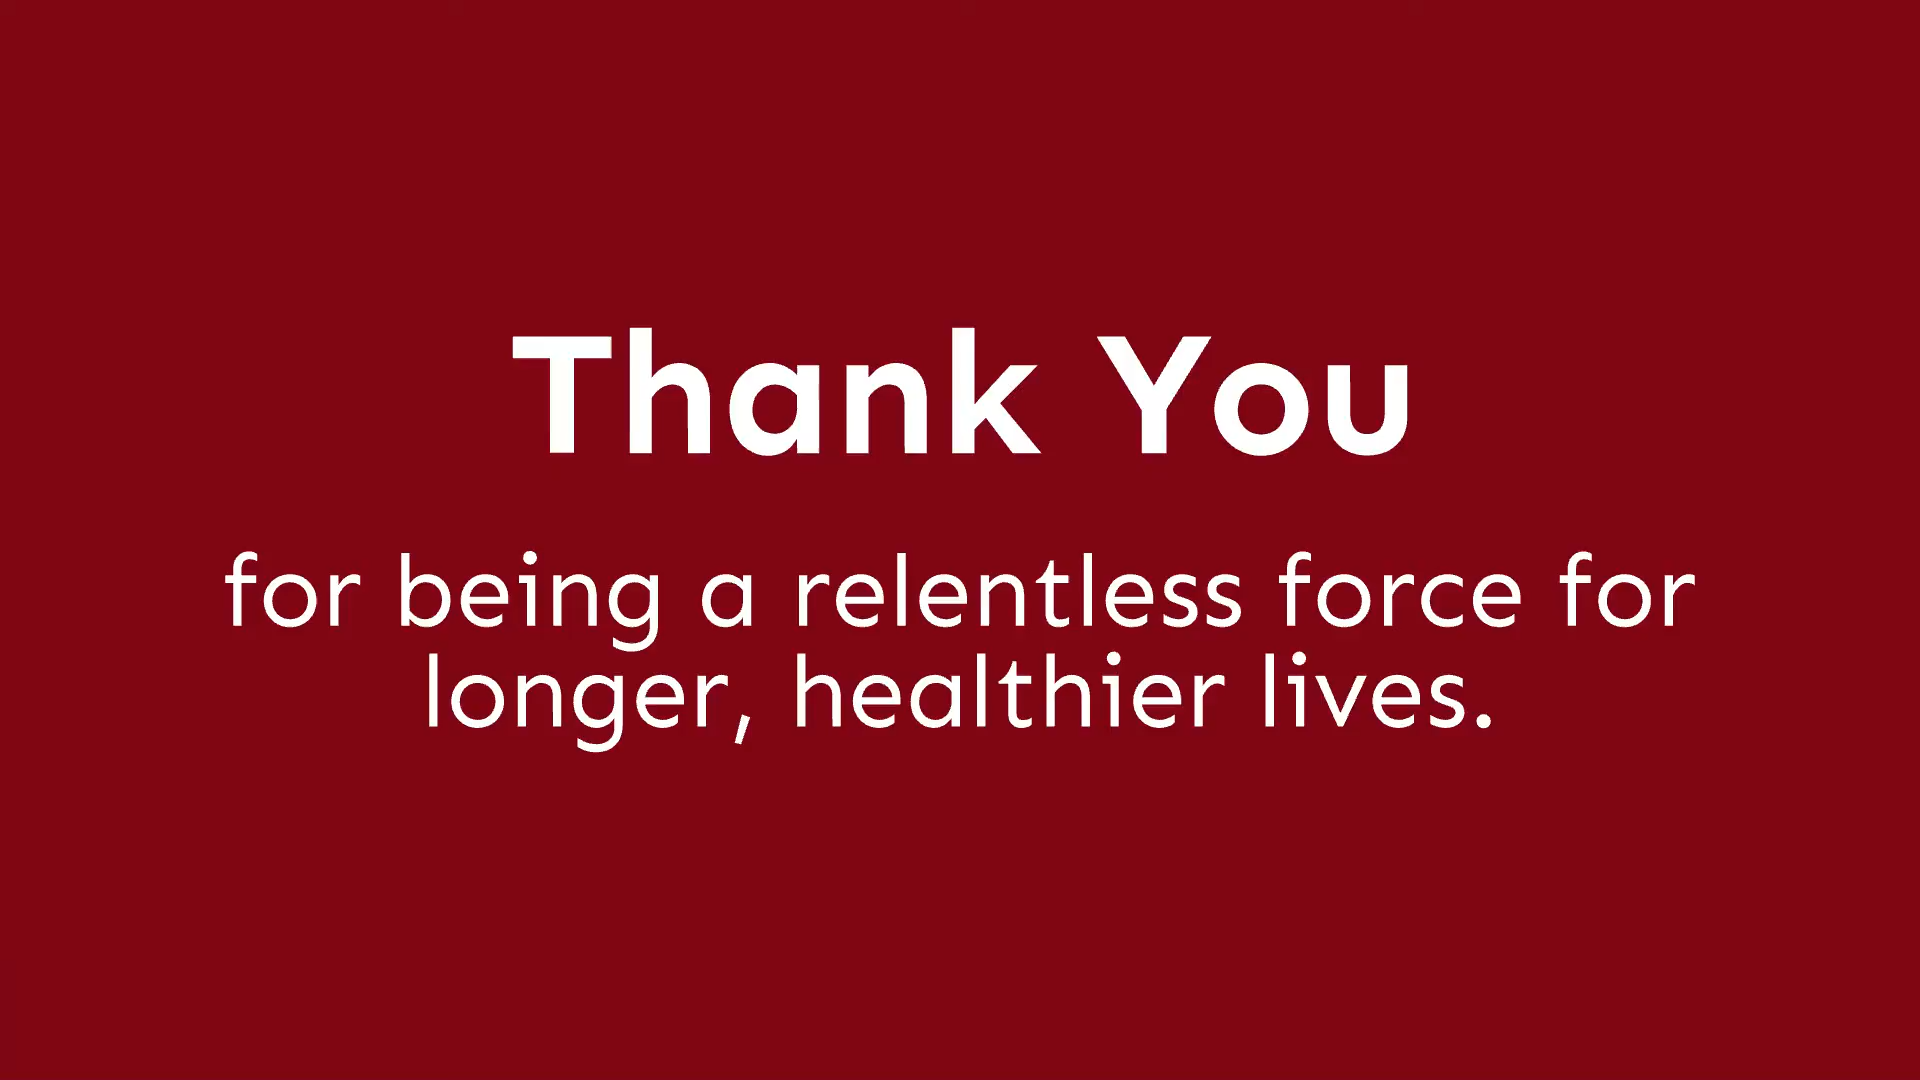 Thank You
for being a relentless force for
longer, healthier lives.